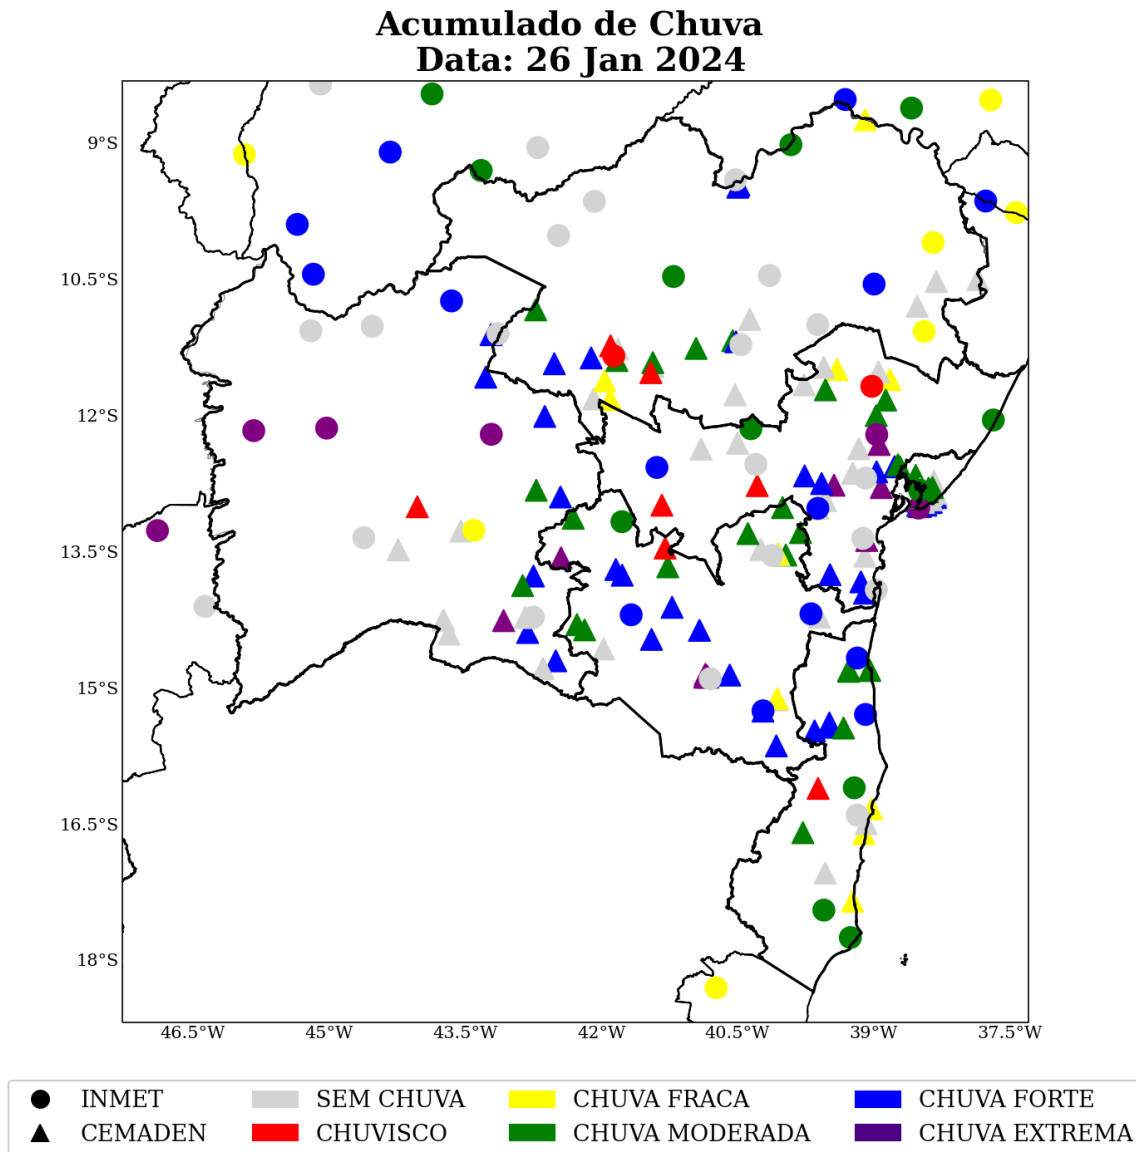 Acumulado de Chuva
Data: 26 Jan 2024
9°S
10.5°S
12°S
13.5°S
15°S
16.5°S
18°S
46.5°W 45°W 43.5°W 42°W 40.5°W 39°W 37.5°W
INMET SEM CHUVA CHUVA FRACA CHUVA FORTE
CEMADEN CHUVISCO CHUVA MODERADA CHUVA EXTREMA